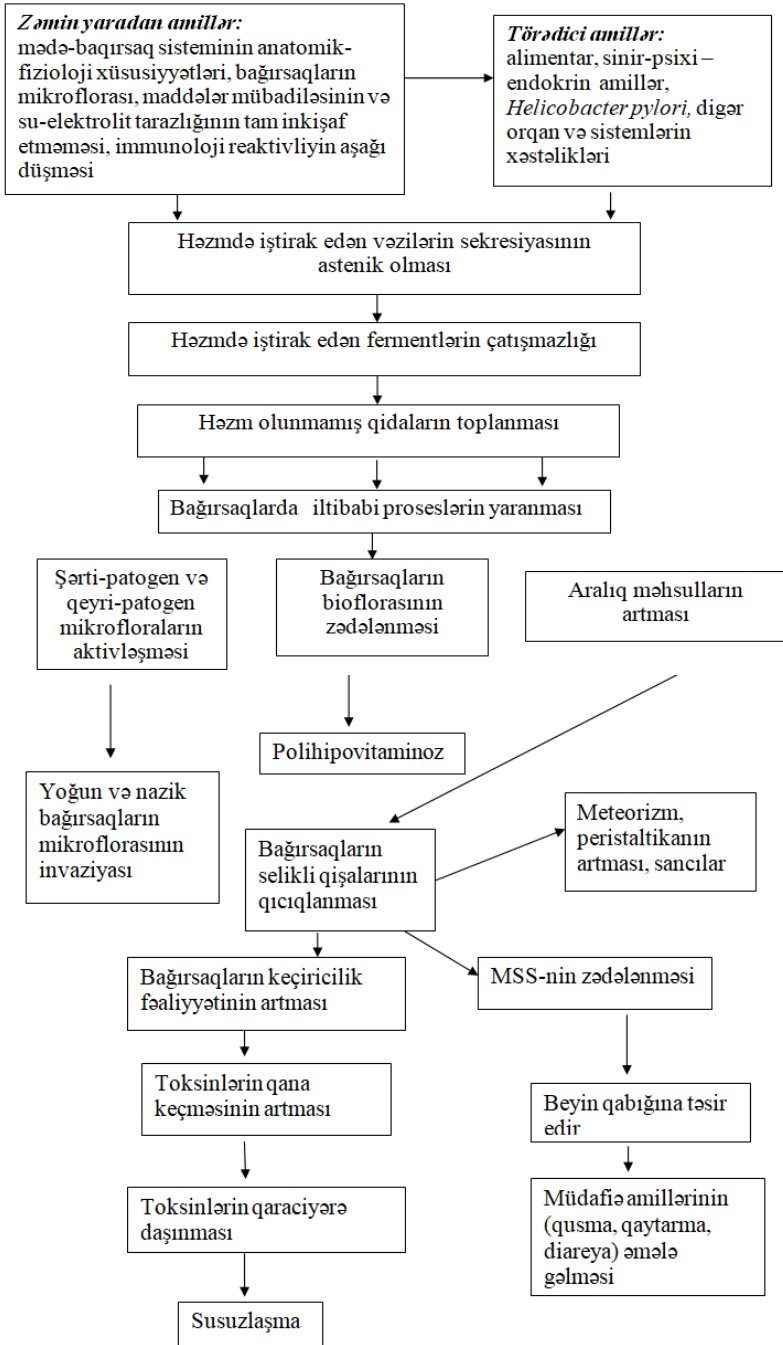 Zəmin yaradan amillər:
mədə-baqırsaq sisteminin anatomik-
fizioloji xüsusiyyətləri, bağırsaqların
mikroflorası, maddələr mübadiləsinin və
su-elektrolit tarazlığının tam inkişaf
etməməsi, immunoloji reaktivliyin aşağı
düşməsi
Törədici amillər:
alimentar, sinir-psixi –
endokrin amillər,
Helicobacter pylori, digər
orqan və sistemlərin
xəstəlikləri
Həzmdə iştirak edən vəzilərin sekresiyasının
astenik olması
Həzmdə iştirak edən fermentlərin çatışmazlığı
Həzm olunmamış qidaların toplanması
Bağırsaqlarda iltibabi proseslərin yaranması
Şərti-patogen və
qeyri-patogen
mikrofloraların
aktivləşməsi
Bağırsaqların
bioflorasının
zədələnməsi
Aralıq məhsulların
artması
Polihipovitaminoz
Yoğun və nazik
bağırsaqların
mikroflorasının
invaziyası
Bağırsaqların
selikli qişalarının
qıcıqlanması
Meteorizm,
peristaltikanın
artması, sancılar
Bağırsaqların keçiricilik
fəaliyyətinin artması
MSS-nin zədələnməsi
Toksinlərin qana
keçməsinin artması
Beyin qabığına təsir
edir
Toksinlərin qaraciyərə
daşınması
Müdafiə amillərinin
(qusma, qaytarma,
diareya) əmələ
gəlməsi
Susuzlaşma